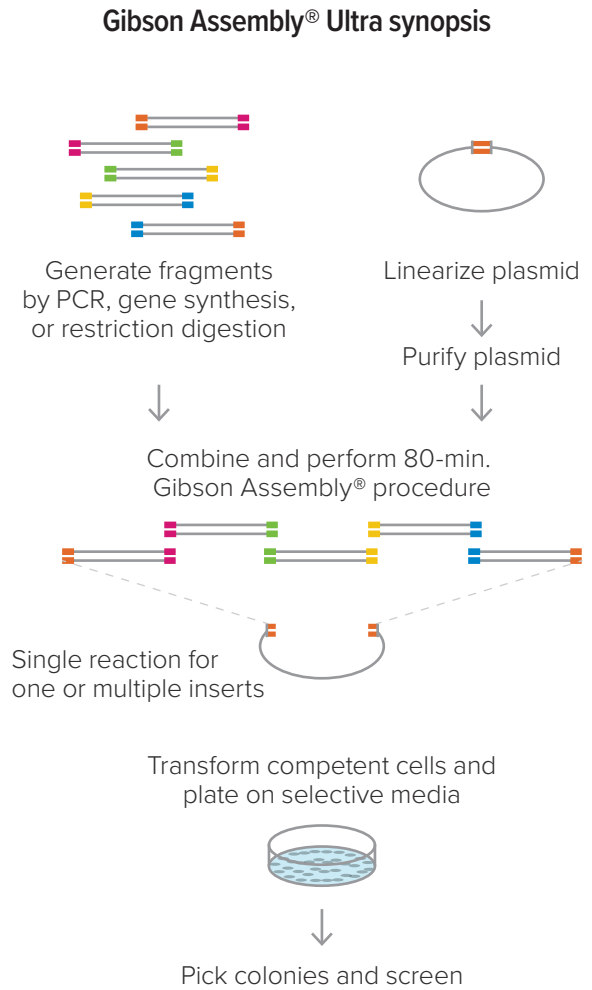 Gibson Assembly® Ultra synopsis
Generate fragments
by PCR, gene synthesis,
or restriction digestion
Linearize plasmid
Purify plasmid
Combine and perform 80-min.
Gibson Assembly® procedure
Single reaction for
one or multiple inserts
Transform competent cells and
plate on selective media
Pick colonies and screen